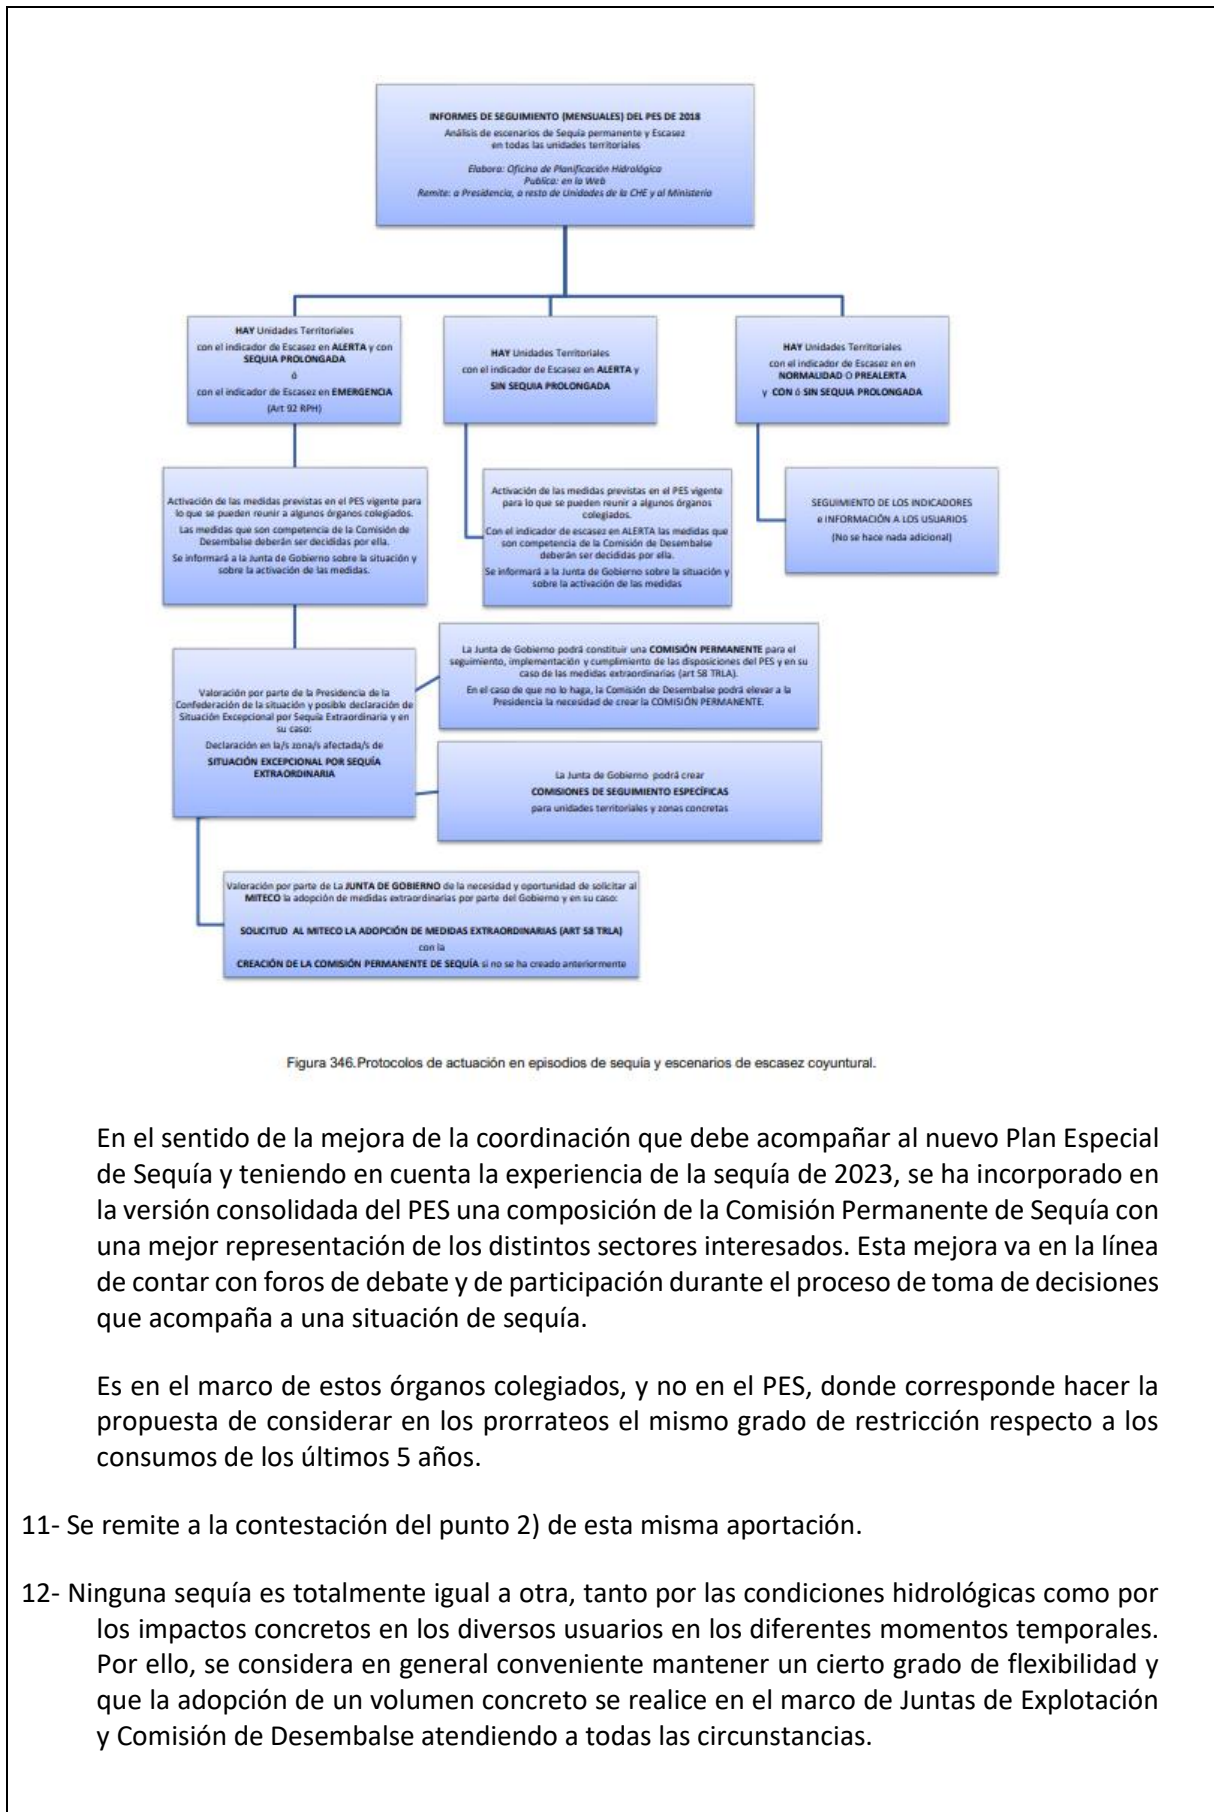 INFORMES DE SEGUIMIENTO (MENSUALES) DEL PES DE 2018
Análisis de escenarios de Sequía permanente y Escasez
en todas las unidades territoriales
Elabora: Oficina de Planificación Hidrológica
Publica: en la Web
Remite: a Presidencia, a resto de Unidades de la CHE y al Ministerio
HAY Unidades Territoriales
con el indicador de Escasez en ALERTA y con
SEQUIA PROLONGADA
ó
con el indicador de Escasez en EMERGENCIA
(Art 92 RPH)
HAY Unidades Territoriales
con el indicador de Escasez en ALERTA y
SIN SEQUIA PROLONGADA
HAY Unidades Territoriales
con el indicador de Escasez en en
NORMALIDAD O PREALERTA
y CON ó SIN SEQUIA PROLONGADA
Activación de las medidas previstas en el PES vigente para
lo que se pueden reunir a algunos órganos colegiados.
Las medidas que son competencia de la Comisión de
Desembalse deberán ser decididas por ella.
Se informará a la Junta de Gobierno sobre la situación y
sobre la activación de las medidas.
Activación de las medidas previstas en el PES vigente
para lo que se pueden reunir a algunos órganos
colegiados.
Con el indicador de escasez en ALERTA las medidas que
son competencia de la Comisión de Desembalse
deberán ser decididas por ella.
Se informará a la Junta de Gobierno sobre la situación y
sobre la activación de las medidas
SEGUIMIENTO DE LOS INDICADORES
e INFORMACIÓN A LOS USUARIOS
(No se hace nada adicional)
Valoración por parte de la Presidencia de la
Confederación de la situación y posible declaración de
Situación Excepcional por Sequía Extraordinaria y en
su caso:
Declaración en la/s zona/s afectada/s de
SITUACIÓN EXCEPCIONAL POR SEQUÍA
EXTRAORDINARIA
La Junta de Gobierno podrá constituir una COMISIÓN PERMANENTE para el
seguimiento, implementación y cumplimiento de las disposiciones del PES y en su
caso de las medidas extraordinarias (art 58 TRLA).
En el caso de que no lo haga, la Comisión de Desembalse podrá elevar a la
Presidencia la necesidad de crear la COMISIÓN PERMANENTE.
La Junta de Gobierno podrá crear
COMISIONES DE SEGUIMIENTO ESPECÍFICAS
para unidades territoriales y zonas concretas
Valoración por parte de La JUNTA DE GOBIERNO de la necesidad y oportunidad de solicitar al
MITECO la adopción de medidas extraordinarias por parte del Gobierno y en su caso:
SOLICITUD AL MITECO LA ADOPCIÓN DE MEDIDAS EXTRAORDINARIAS (ART 58 TRLA)
con la
CREACIÓN DE LA COMISIÓN PERMANENTE DE SEQUÍA si no se ha creado anteriormente
Figura 346.Protocolos de actuación en episodios de sequía y escenarios de escasez coyuntural.
En el sentido de la mejora de la coordinación que debe acompañar al nuevo Plan Especial
de Sequía y teniendo en cuenta la experiencia de la sequía de 2023, se ha incorporado en
la versión consolidada del PES una composición de la Comisión Permanente de Sequía con
una mejor representación de los distintos sectores interesados. Esta mejora va en la línea
de contar con foros de debate y de participación durante el proceso de toma de decisiones
que acompaña a una situación de sequía.
Es en el marco de estos órganos colegiados, y no en el PES, donde corresponde hacer la
propuesta de considerar en los prorrateos el mismo grado de restricción respecto a los
consumos de los últimos 5 años.
11- Se remite a la contestación del punto 2) de esta misma aportación.
12- Ninguna sequía es totalmente igual a otra, tanto por las condiciones hidrológicas como por
los impactos concretos en los diversos usuarios en los diferentes momentos temporales.
Por ello, se considera en general conveniente mantener un cierto grado de flexibilidad y
que la adopción de un volumen concreto se realice en el marco de Juntas de Explotación
y Comisión de Desembalse atendiendo a todas las circunstancias.